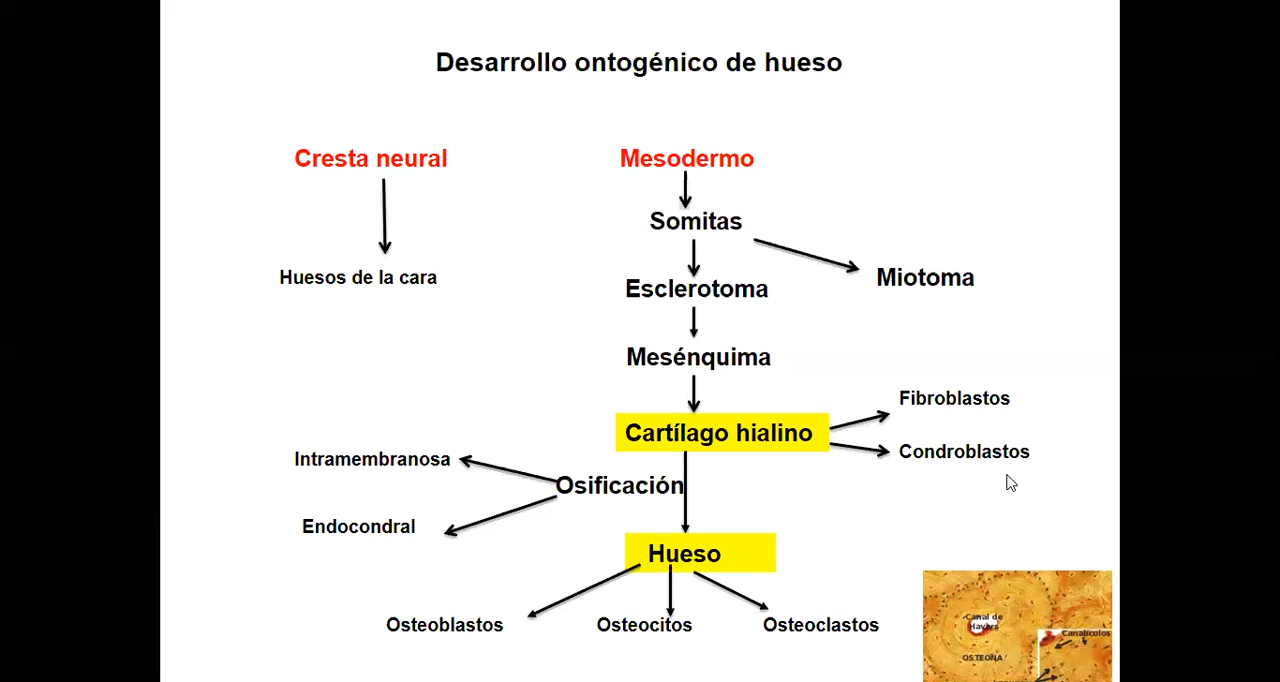 Desarrollo ontogénico de hueso
Cresta neural
Mesodermo
Somitas
Huesos de la cara
Esclerotoma
Miotoma
Mesénquima
Fibroblastos
Cartílago hialino
Condroblastos
Intramembranosa
Osificación
Endocondral
Hueso
Osteoblastos
Osteocitos
Osteoclastos
Canal de
Havers
Canalículos
OSTEONA